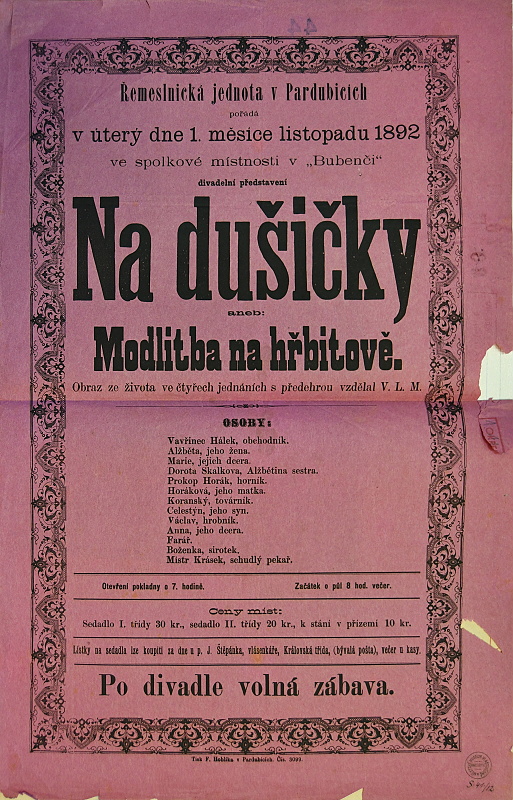 Řemeslnická jednota v Pardubicích
pořádá
v úterý dne 1. měsíce listopadu 1892
ve spolkové místnosti v „Bubenči“
divadelní představení
Na dušičky
aneb:
Modlitba na hřbitově.
Obraz ze života ve čtyřech jednáních s předehrou vzdělal V. L. M.
OSOBY:
Vavřinec Hálek, obchodník.
Alžběta, jeho žena.
Marie, jejich dcera.
Dorota Skalkova, Alžbětina sestra.
Prokop Horák, horník.
Horáková, jeho matka.
Koranský, továrník.
Celestýn, jeho syn.
Václav, hrobník.
Anna, jeho dcera.
Farář.
Boženka, sirotek.
Mistr Krásek, schudlý pekař.
Otevření pokladny o 7. hodině. Začátek o půl 8 hod. večer.
Ceny míst:
Sedadlo I. třídy 30 kr., sedadlo II. třídy 20 kr., k stání v přízemí 10 kr.
Lístky na sedadla lze koupiti za dne u p. J. Štěpánka, vlásenkáře, Královská třída, (bývalá pošta), večer u kasy.
Po divadle volná zábava.
Tisk F. Hoblíka v Pardubicích. Čís. 3093.